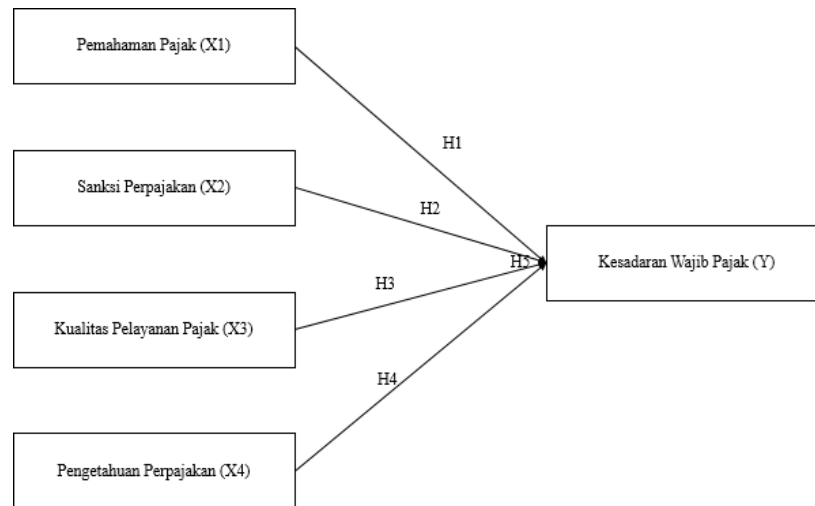 Pemahaman Pajak (X1)
H1
Sanksi Perpajakan (X2)
H2
H5
Kesadaran Wajib Pajak (Y)
H3
Kualitas Pelayanan Pajak (X3)
H4
Pengetahuan Perpajakan (X4)